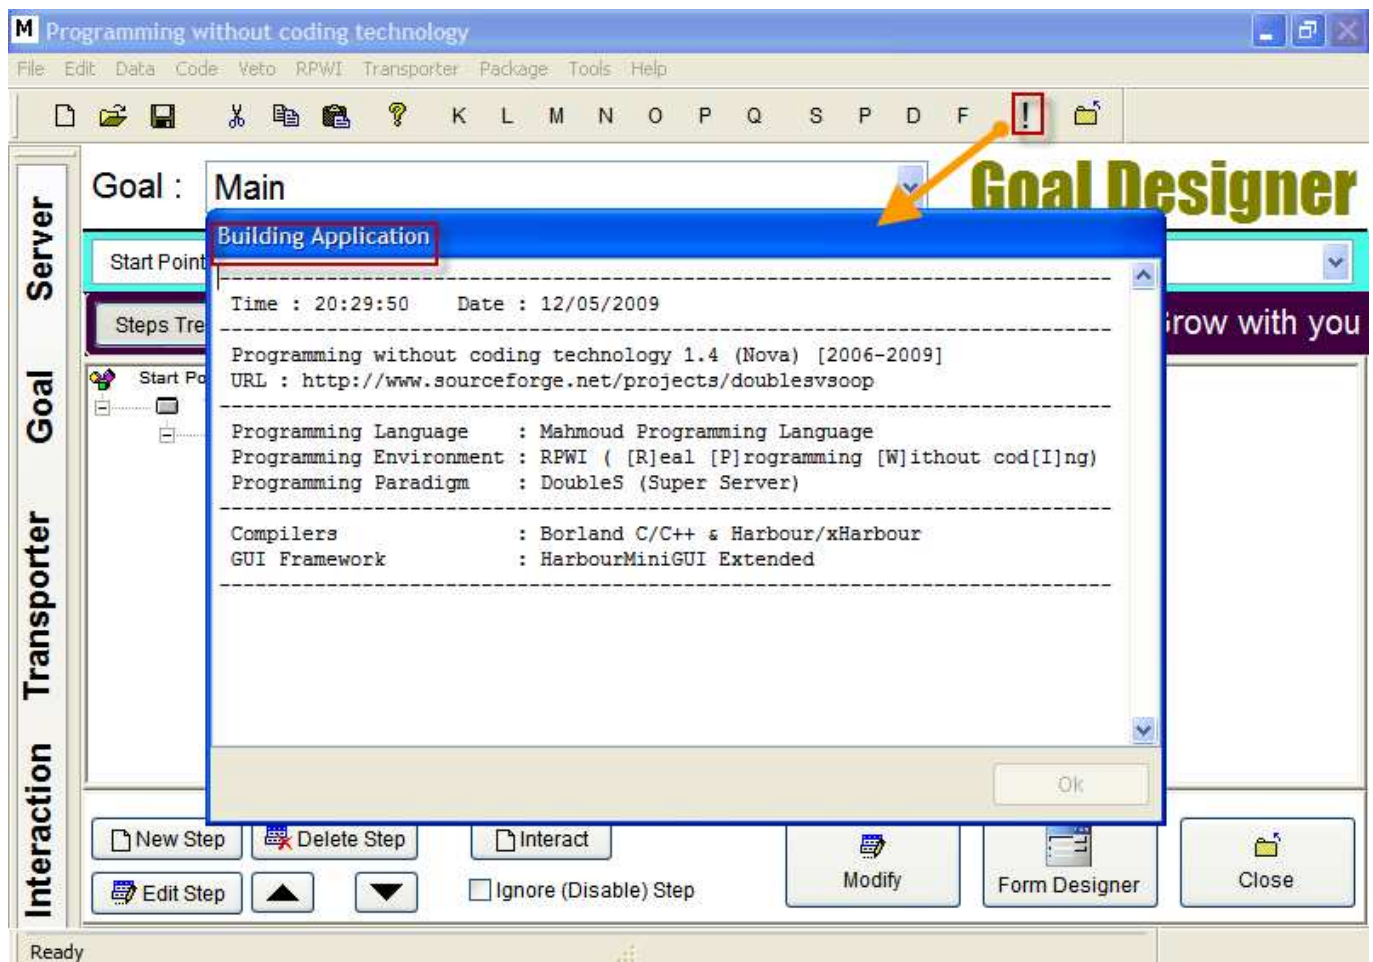 M Programming without coding technology
File Edit Data Code Veto RPWI Transporter Package Tools Help
K L M N O P Q S P D F !
Goal : Main
Goal Designer
Building Application
Start Point
Time : 20:29:50 Date : 12/05/2009
Steps Tre
row with you
Programming without coding technology 1.4 (Nova) [2006-2009]
URL : http://www.sourceforge.net/projects/doublesvsoop
Start Po
Programming Language : Mahmoud Programming Language
Programming Environment : RPWI ( [R]eal [P]rogramming [W]ithout cod[I]ng)
Programming Paradigm : DoubleS (Super Server)
Compilers : Borland C/C++ & Harbour/xHarbour
GUI Framework : HarbourMiniGUI Extended
Ok
Server
Goal
Transporter
Interaction
New Step
Delete Step
Interact
Edit Step
Ignore (Disable) Step
Modify
Form Designer
Close
Ready